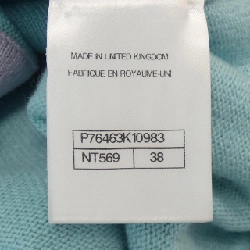 MADE IN UNITED KINGDOM
FABRIQUE EN ROYAUME-UNI
P76463K10983
NT569 38